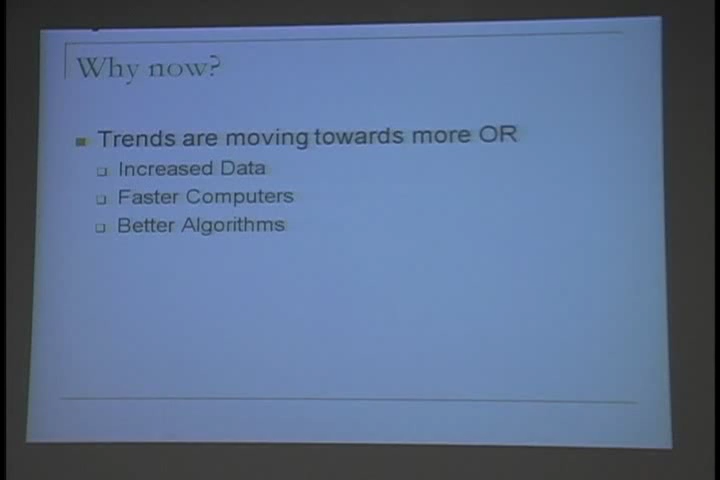 Why now?
Trends are moving towards more OR
Increased Data
Faster Computers
Better Algorithms